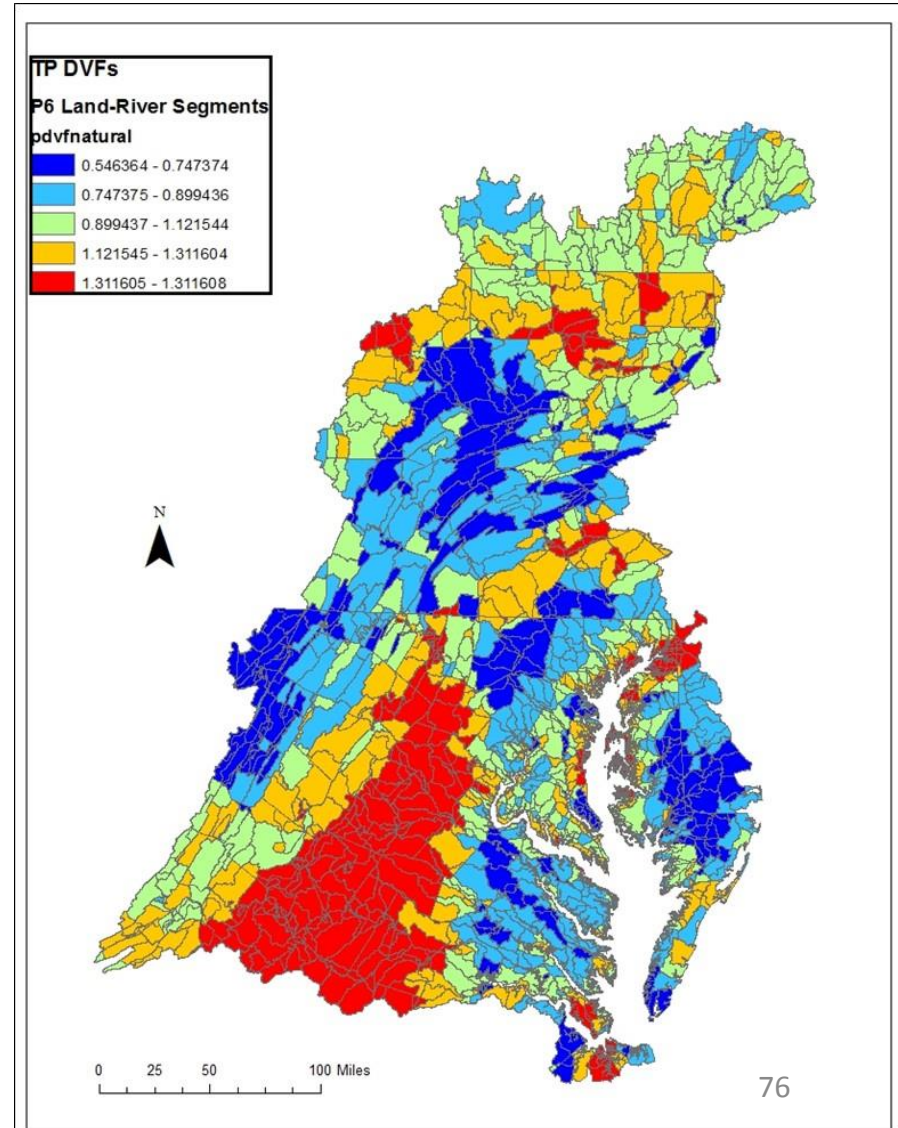 TP DVFs
P6 Land-River Segments
pdvfnatural
0.546364 - 0.747374
0.747375 - 0.899436
0.899437 - 1.121544
1.121545 - 1.311604
1.311605 - 1.311608
N
0 25 50 100 Miles
76